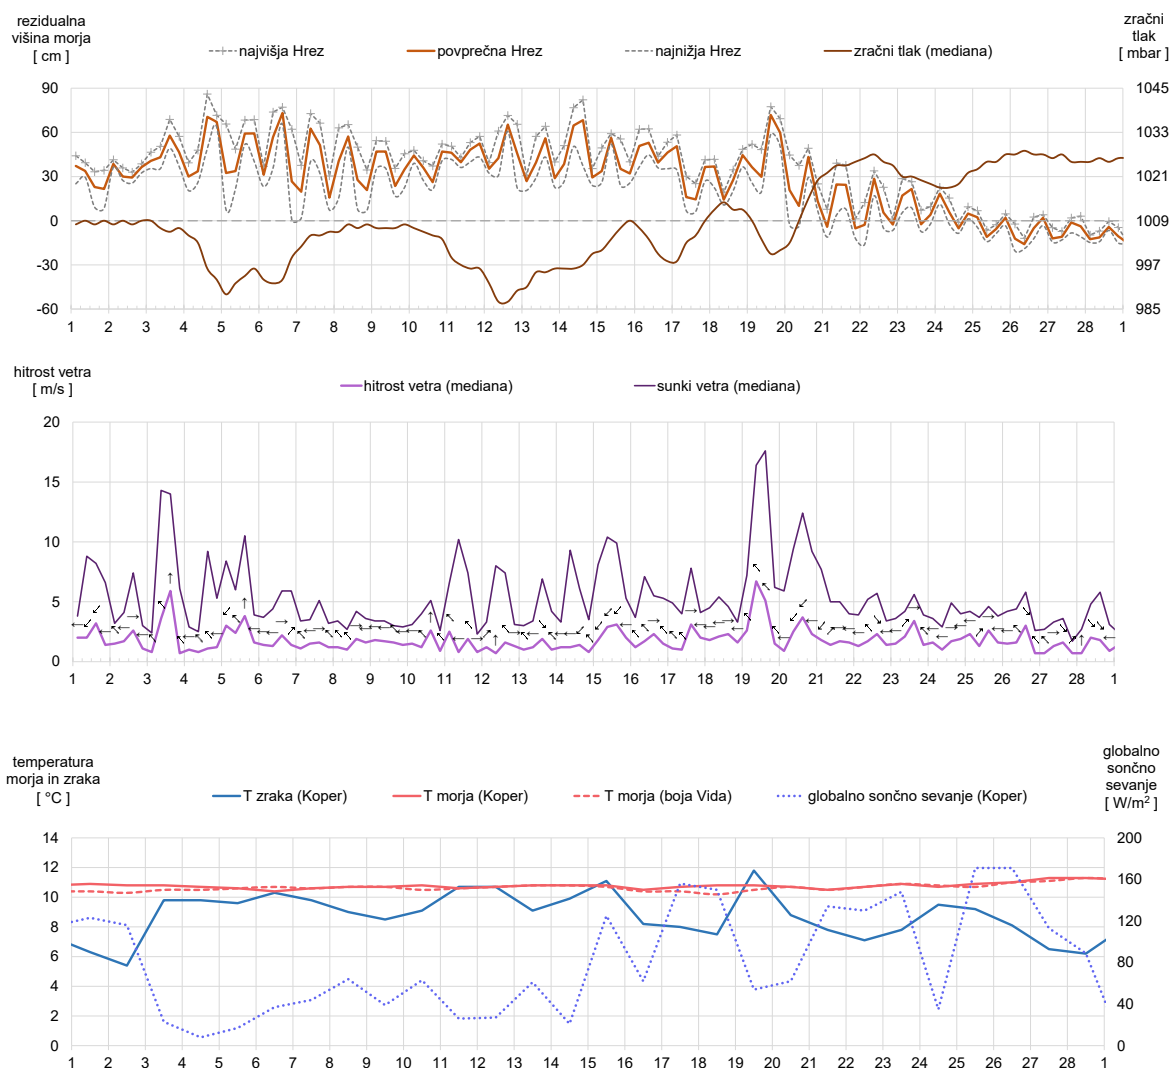 rezidualna
višina morja
[ cm ]
najvišja Hrez
povprečna Hrez
najnižja Hrez
zračni tlak (mediana)
zračni
tlak
[ mbar ]
90
60
30
0
-30
-60
1045
1033
1021
1009
997
985
1 2 3 4 5 6 7 8 9 10 11 12 13 14 15 16 17 18 19 20 21 22 23 24 25 26 27 28 1
hitrost vetra
[ m/s ]
hitrost vetra (mediana)
sunki vetra (mediana)
20
15
10
5
0
1 2 3 4 5 6 7 8 9 10 11 12 13 14 15 16 17 18 19 20 21 22 23 24 25 26 27 28 1
temperatura
morja in zraka
[ °C ]
T zraka (Koper)
T morja (Koper)
T morja (boja Vida)
globalno sončno sevanje (Koper)
globalno
sončno
sevanje
[ W/m² ]
14
12
10
8
6
4
2
0
200
160
120
80
40
0
1 2 3 4 5 6 7 8 9 10 11 12 13 14 15 16 17 18 19 20 21 22 23 24 25 26 27 28 1